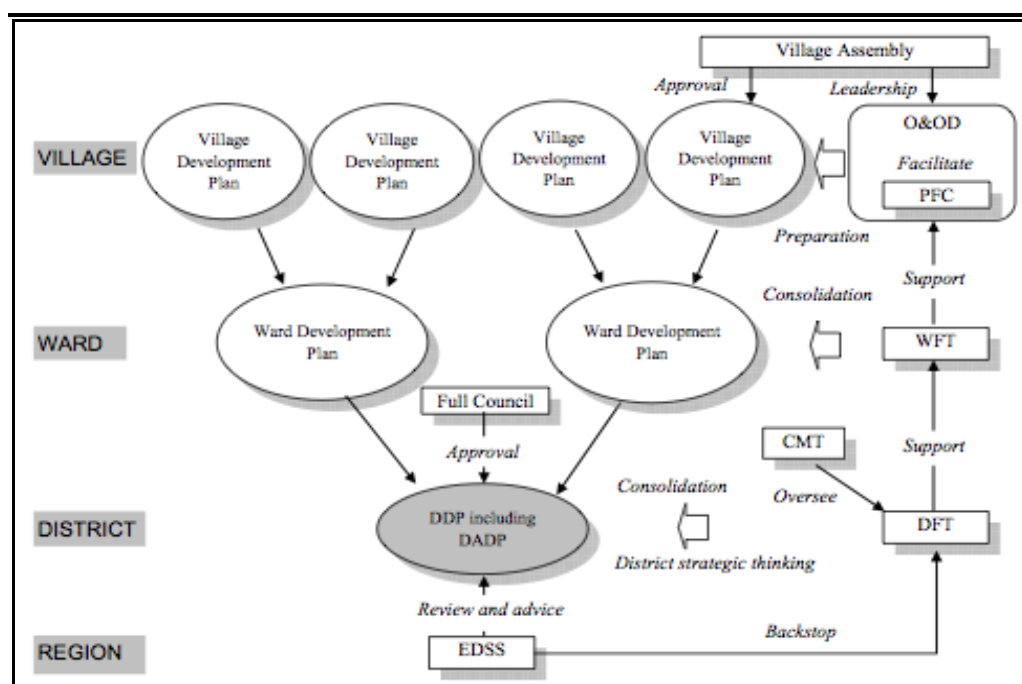 Village Assembly
Approval
Leadership
VILLAGE
Village
Development
Plan
Village
Development
Plan
Village
Development
Plan
Village
Development
Plan
O&OD
Facilitate
PFC
Preparation
Support
Consolidation
WARD
Ward Development
Plan
Ward Development
Plan
WFT
Full Council
Approval
CMT
Support
Oversee
Consolidation
DISTRICT
DDP including
DADP
DFT
District strategic thinking
Review and advice
Backstop
REGION
EDSS